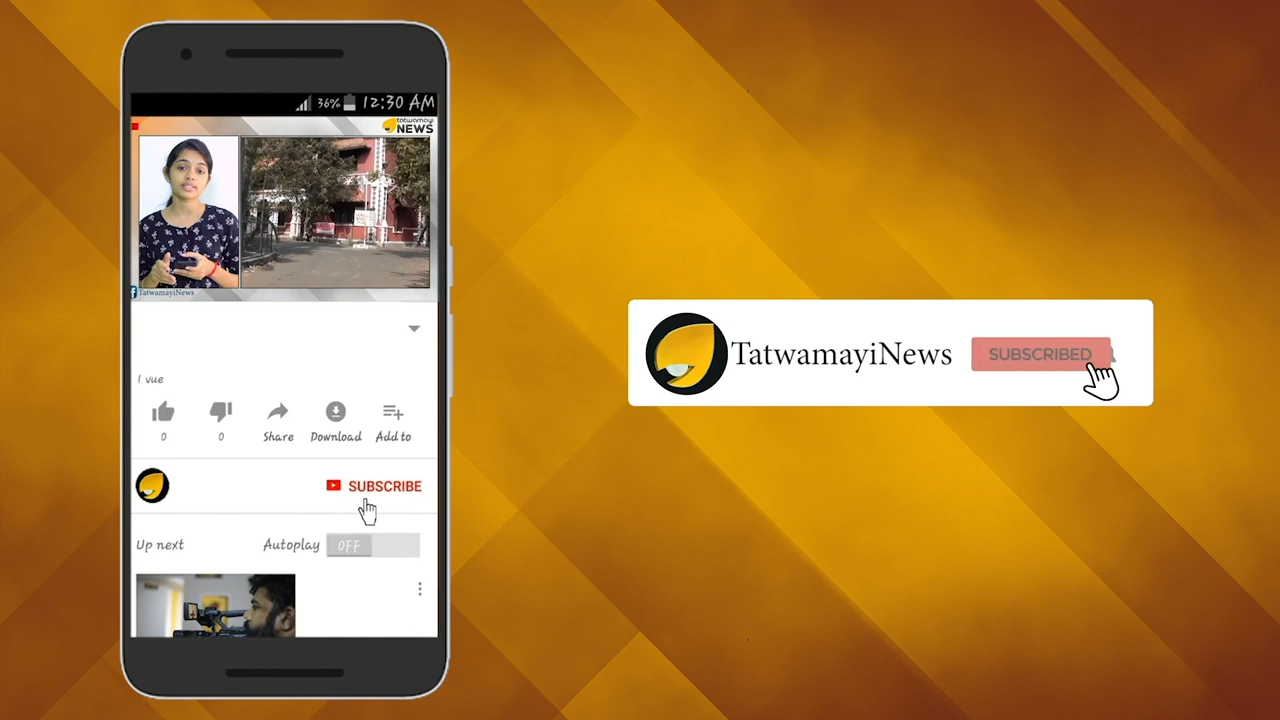 36% 12:30 AM
tatwamayi
NEWS
TatwamayiNews
1 vue
0 0 Share Download Add to
SUBSCRIBE
Up next Autoplay OFF
TatwamayiNews SUBSCRIBED